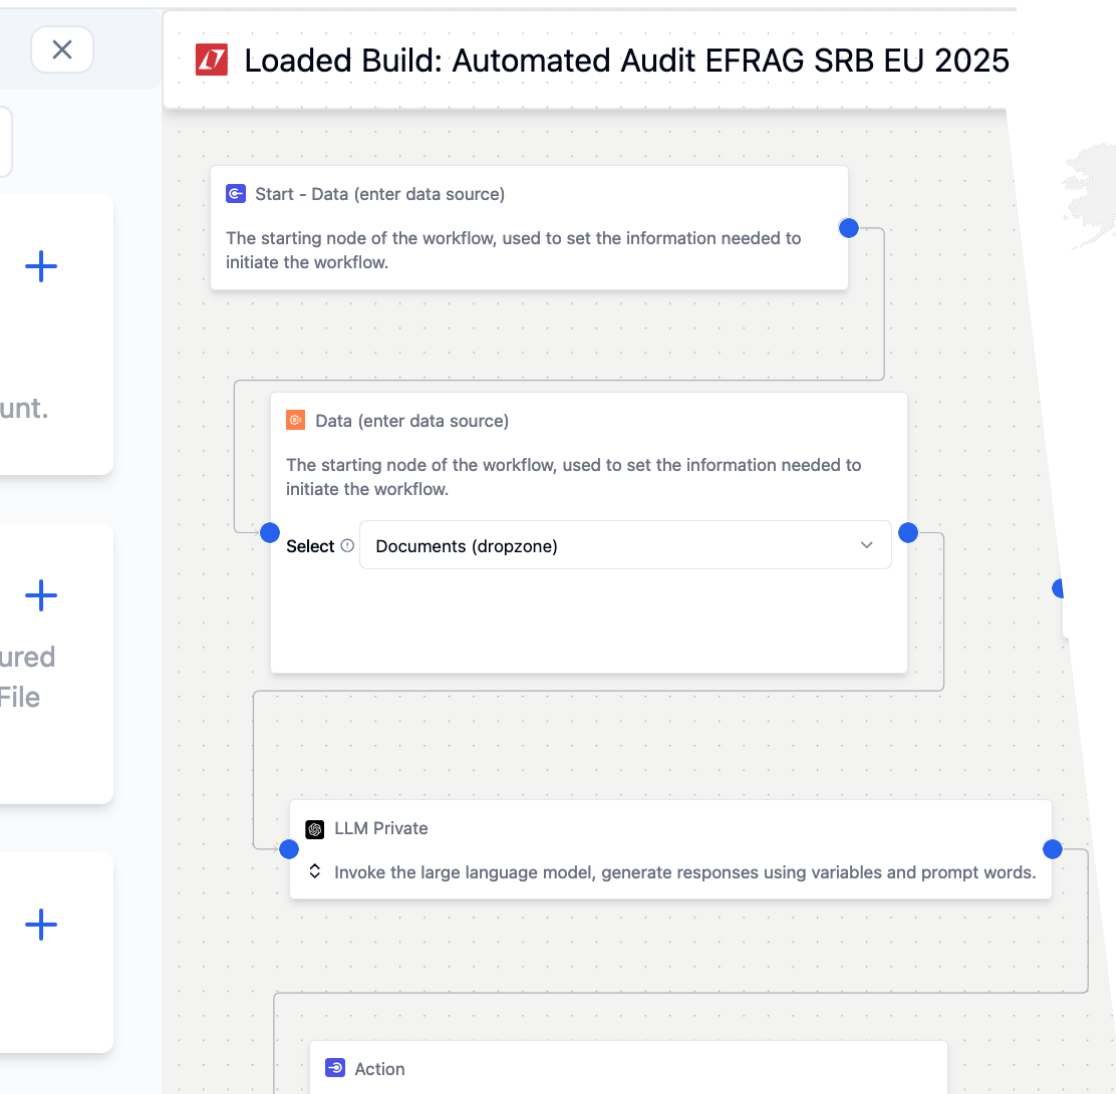 Loaded Build: Automated Audit EFRAG SRB EU 2025
Start - Data (enter data source)
The starting node of the workflow, used to set the information needed to
initiate the workflow.
unt.
Data (enter data source)
The starting node of the workflow, used to set the information needed to
initiate the workflow.
Select
Documents (dropzone)
ured
File
LLM Private
Invoke the large language model, generate responses using variables and prompt words.
Action